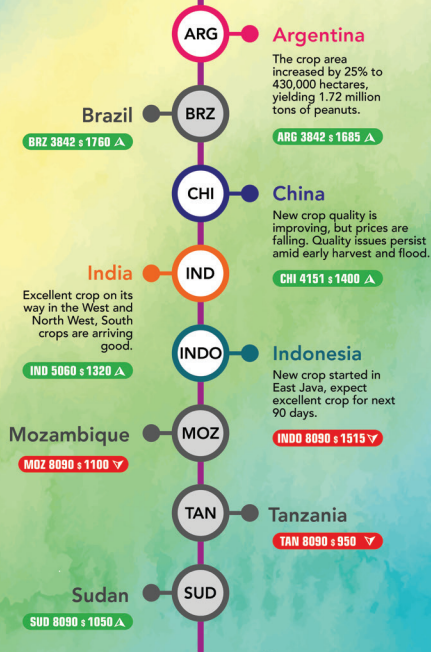 ARG
Argentina
The crop area
increased by 25% to
430,000 hectares,
yielding 1.72 million
tons of peanuts.
ARG 3842 $ 1685
Brazil
BRZ
BRZ 3842 $ 1760
CHI
China
New crop quality is
improving, but prices are
falling. Quality issues persist
amid early harvest and flood.
CHI 4151 $ 1400
India
IND
Excellent crop on its
way in the West and
North West, South
crops are arriving
good.
IND 5060 $ 1320
INDO
Indonesia
New crop started in
East Java, expect
excellent crop for next
90 days.
INDO 8090 $ 1515
Mozambique
MOZ
MOZ 8090 $ 1100
TAN
Tanzania
TAN 8090 $ 950
Sudan
SUD
SUD 8090 $ 1050